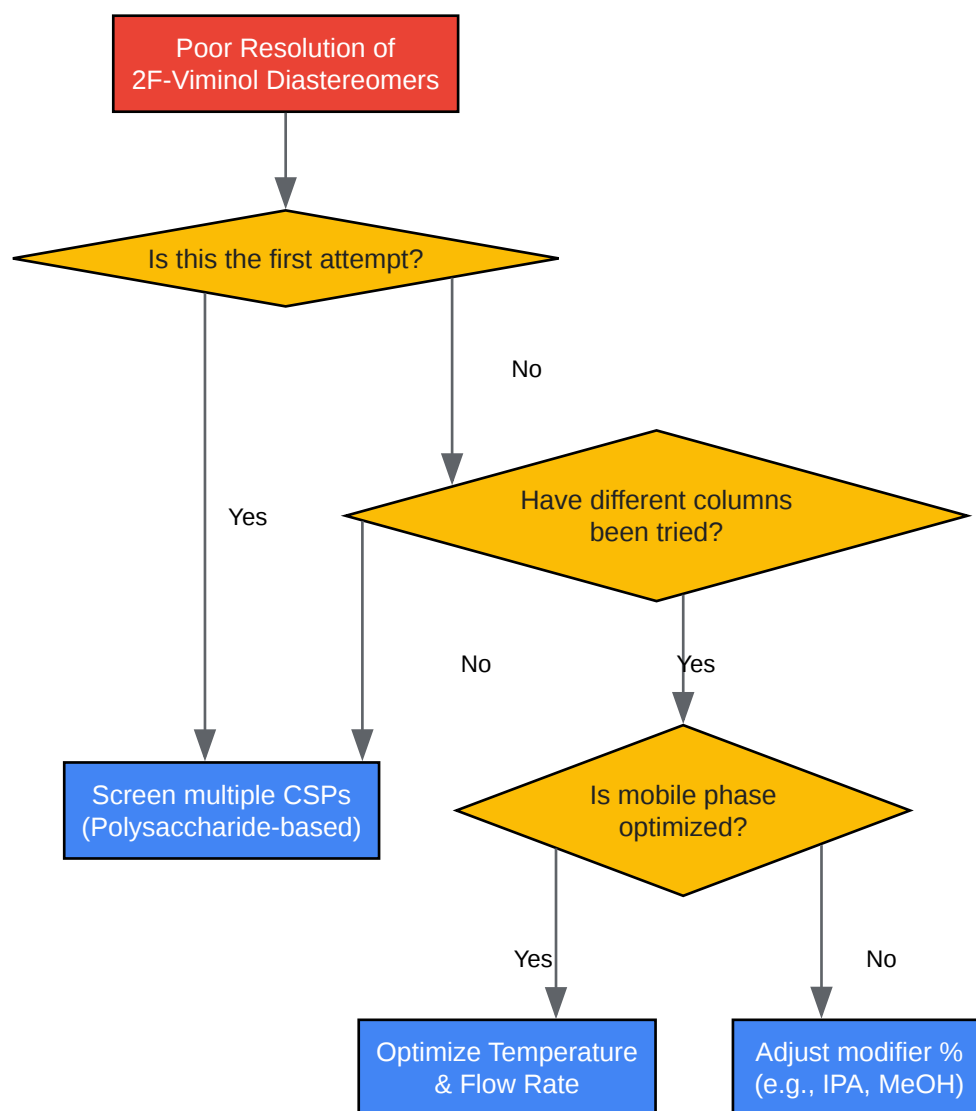 Poor Resolution of
2F-Viminol Diastereomers
Is this the first attempt?
No
Yes
Have different columns
been tried?
No
Yes
Screen multiple CSPs
(Polysaccharide-based)
Is mobile phase
optimized?
Yes
No
Optimize Temperature
& Flow Rate
Adjust modifier %
(e.g., IPA, MeOH)